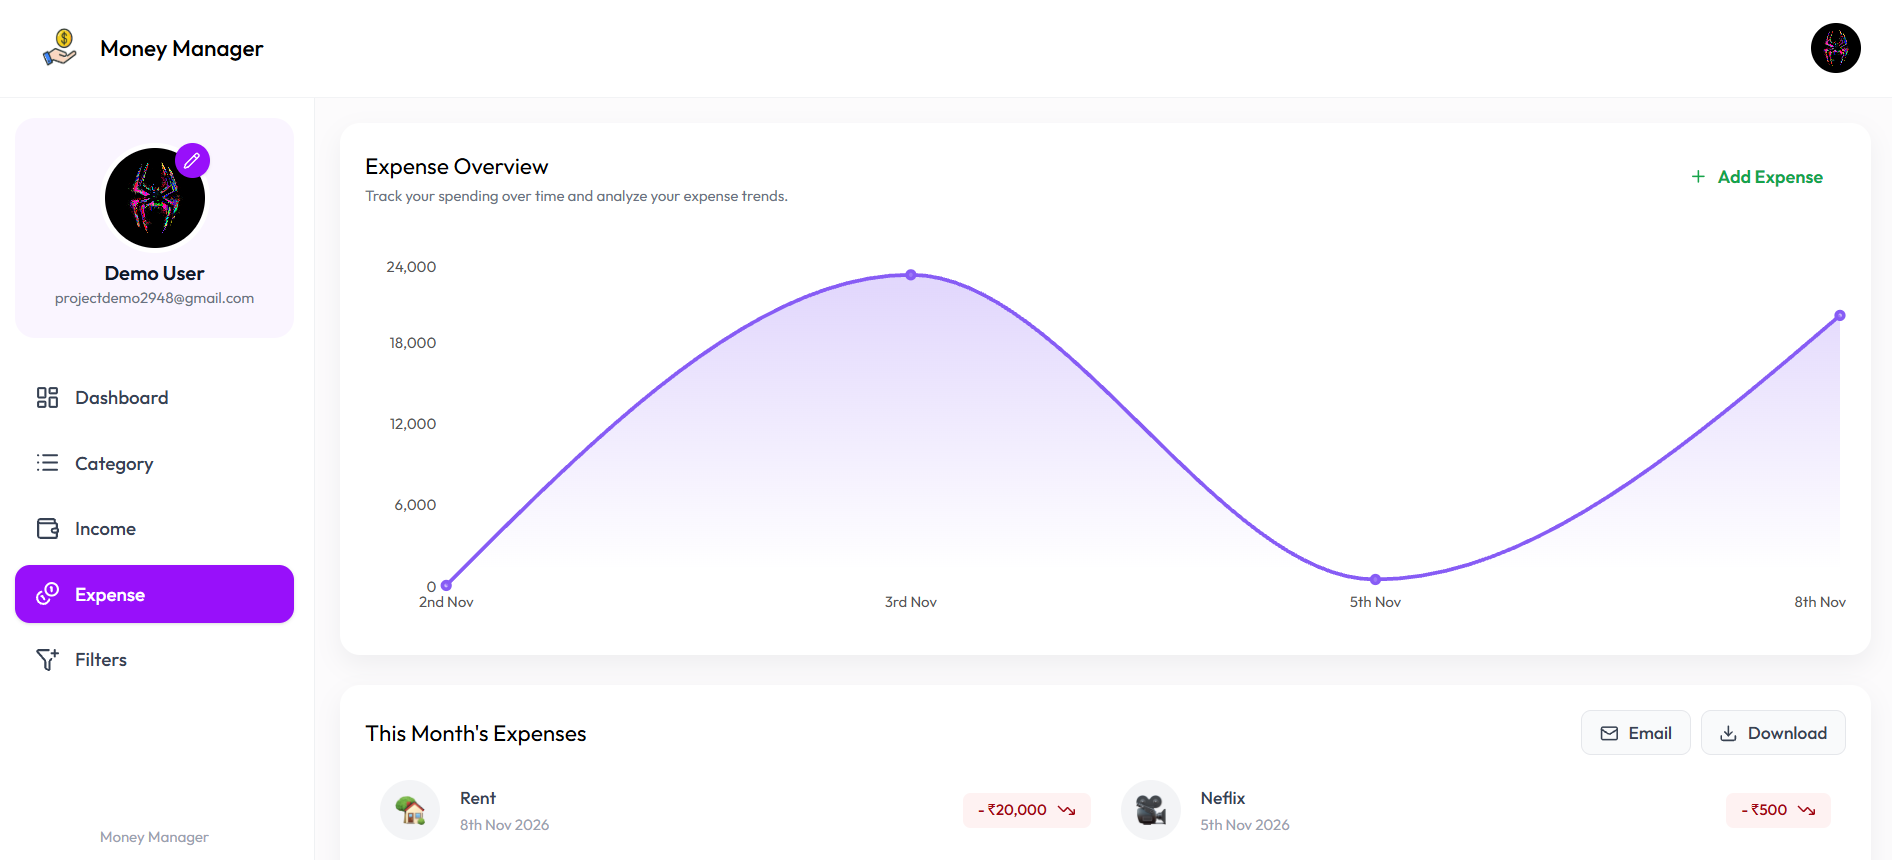 Money Manager
Demo User
projectdemo2948@gmail.com
Dashboard
Category
Income
Expense
Filters
Money Manager
Expense Overview
Track your spending over time and analyze your expense trends.
+ Add Expense
24,000
18,000
12,000
6,000
0
2nd Nov 3rd Nov 5th Nov 8th Nov
This Month's Expenses
Email Download
Rent
8th Nov 2026
- ₹20,000
Neflix
5th Nov 2026
- ₹500